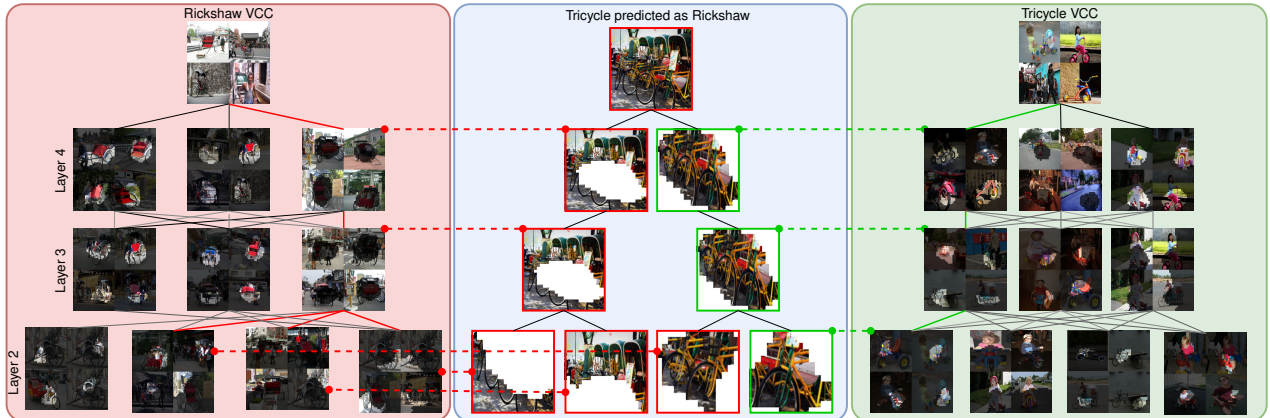 Rickshaw VCC
Tricycle predicted as Rickshaw
Tricycle VCC
Layer 4
Layer 3
Layer 2